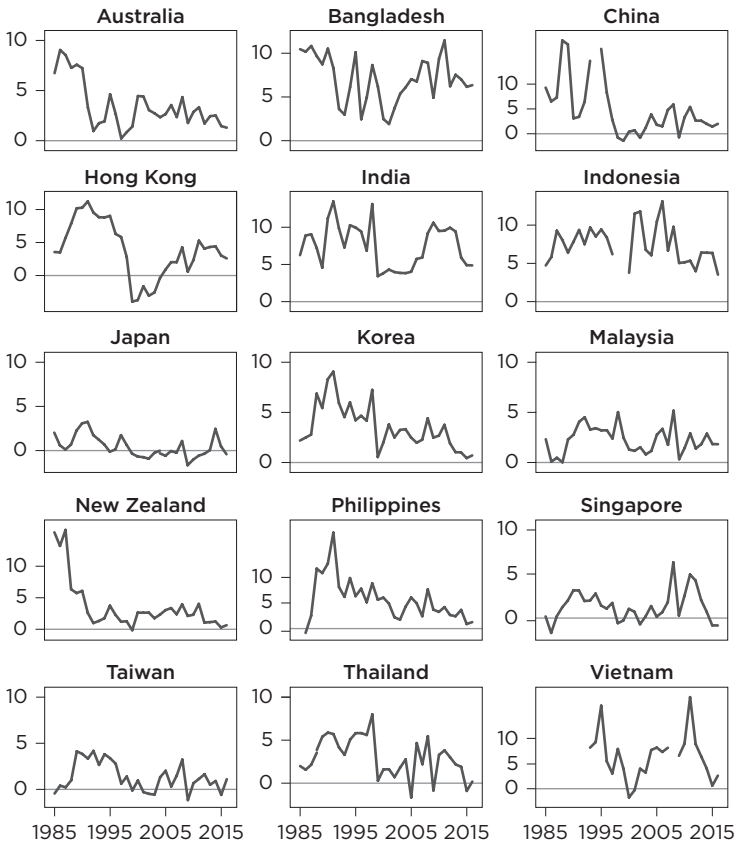 Australia Bangladesh China
10 10
5 5 10
5
0 0 0
Hong Kong India Indonesia
10 10 10
5 5 5
0 0 0
Japan Korea Malaysia
10 10 10
5 5 5
0 0 0
New Zealand Philippines Singapore
10
10 10
5 5 5
0 0 0
Taiwan Thailand Vietnam
10 10
10
5 5 5
0 0 0
1985 1995 2005 2015 1985 1995 2005 2015 1985 1995 2005 2015